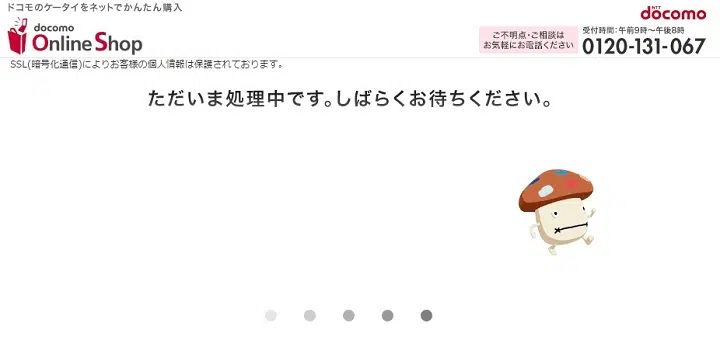 ドコモのケータイをネットでかんたん購入
docomo
Online Shop
NTT
docomo
ご不明点・ご相談は
お気軽にお電話ください
受付時間：午前9時～午後8時
0120-131-067
SSL(暗号化通信)によりお客様の個人情報は保護されております。
ただいま処理中です。しばらくお待ちください。